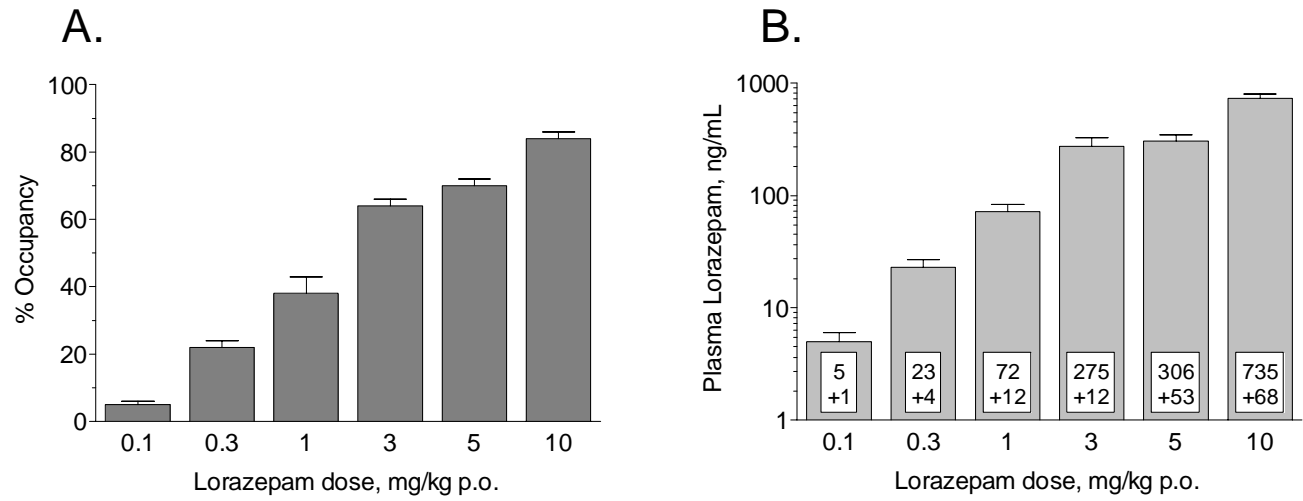 A.
% Occupancy
100
80
60
40
20
0
0.1 0.3 1 3 5 10
Lorazepam dose, mg/kg p.o.
B.
Plasma Lorazepam, ng/mL
1000
100
10
1
5 23 72 275 306 735
+1 +4 +12 +12 +53 +68
0.1 0.3 1 3 5 10
Lorazepam dose, mg/kg p.o.